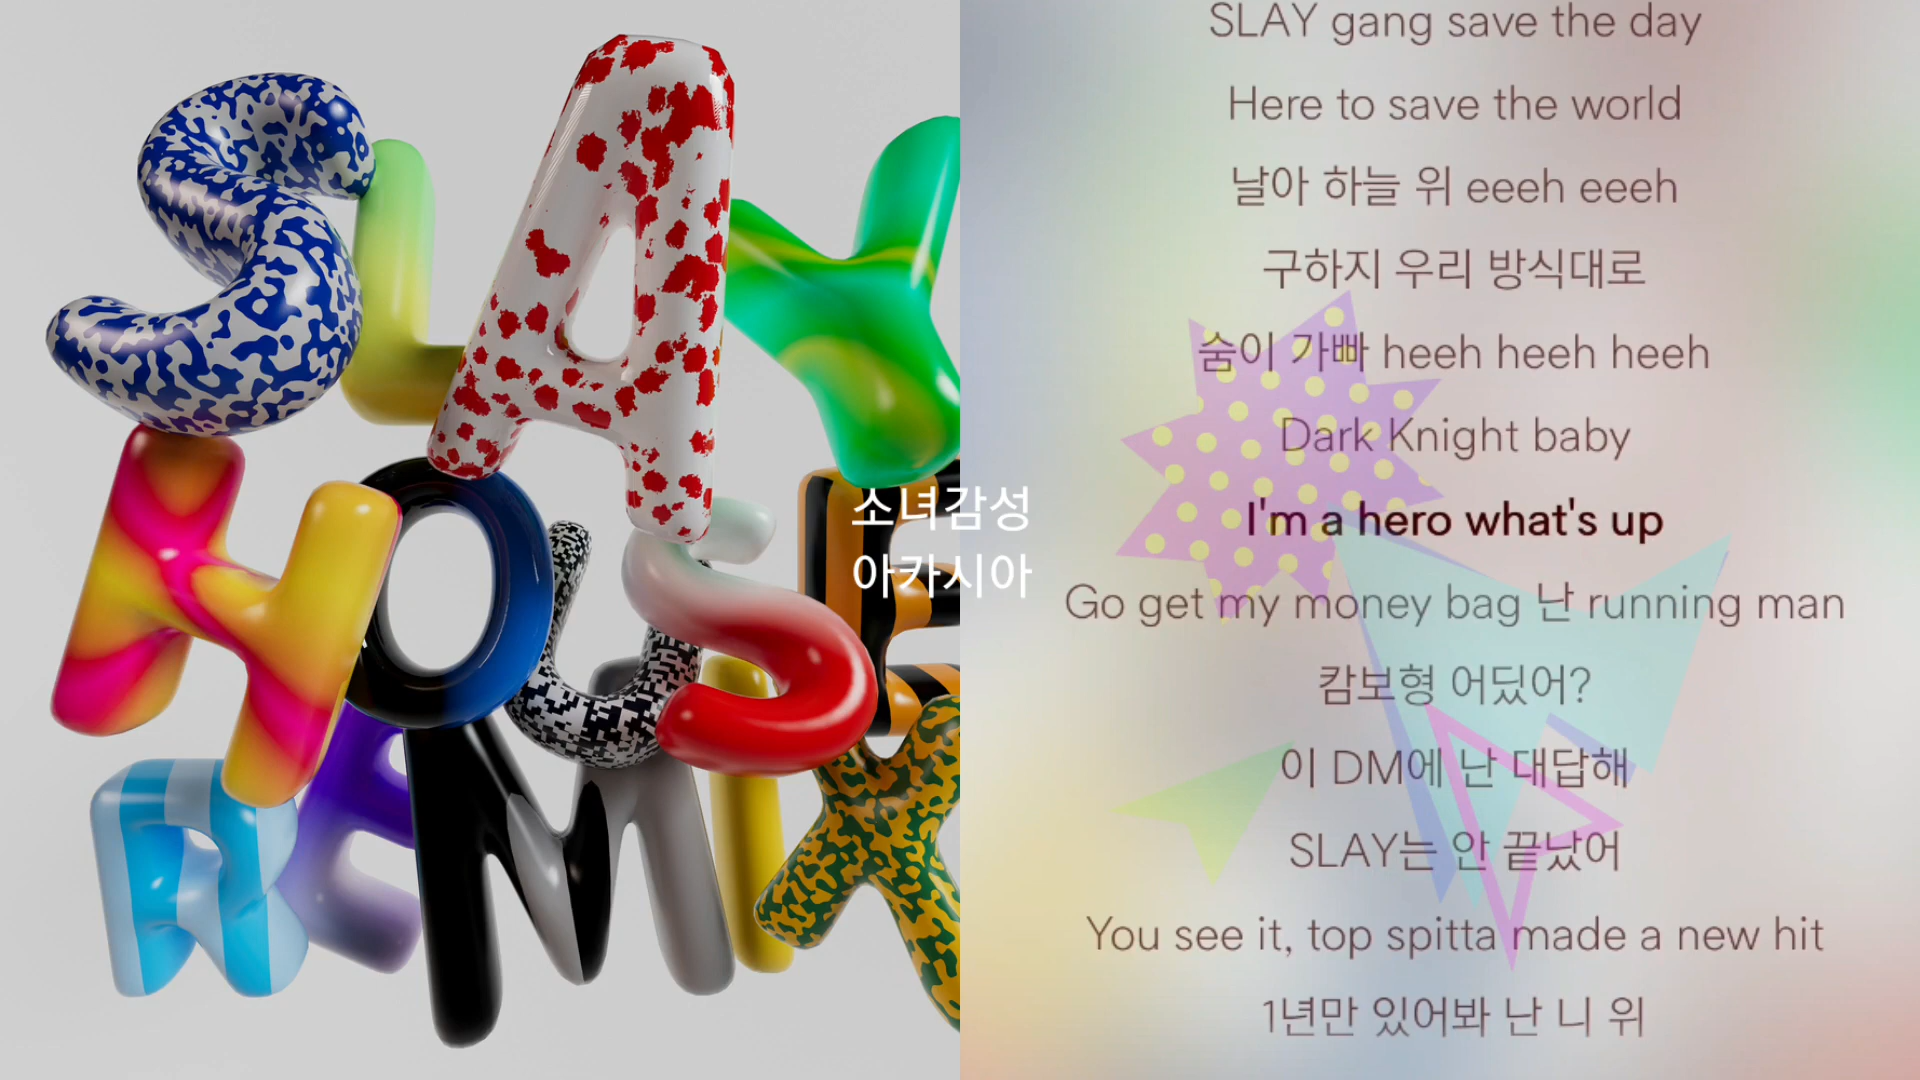 SLAY
HOUSE
REMIX
소녀감성
아카시아
SLAY gang save the day
Here to save the world
날아 하늘 위 eeeh eeeh
구하지 우리 방식대로
숨이 가빠 heeh heeh heeh
Dark Knight baby
I'm a hero what's up
Go get my money bag 난 running man
캄보형 어딨어?
이 DM에 난 대답해
SLAY는 안 끝났어
You see it, top spitta made a new hit
1년만 있어봐 난 니 위